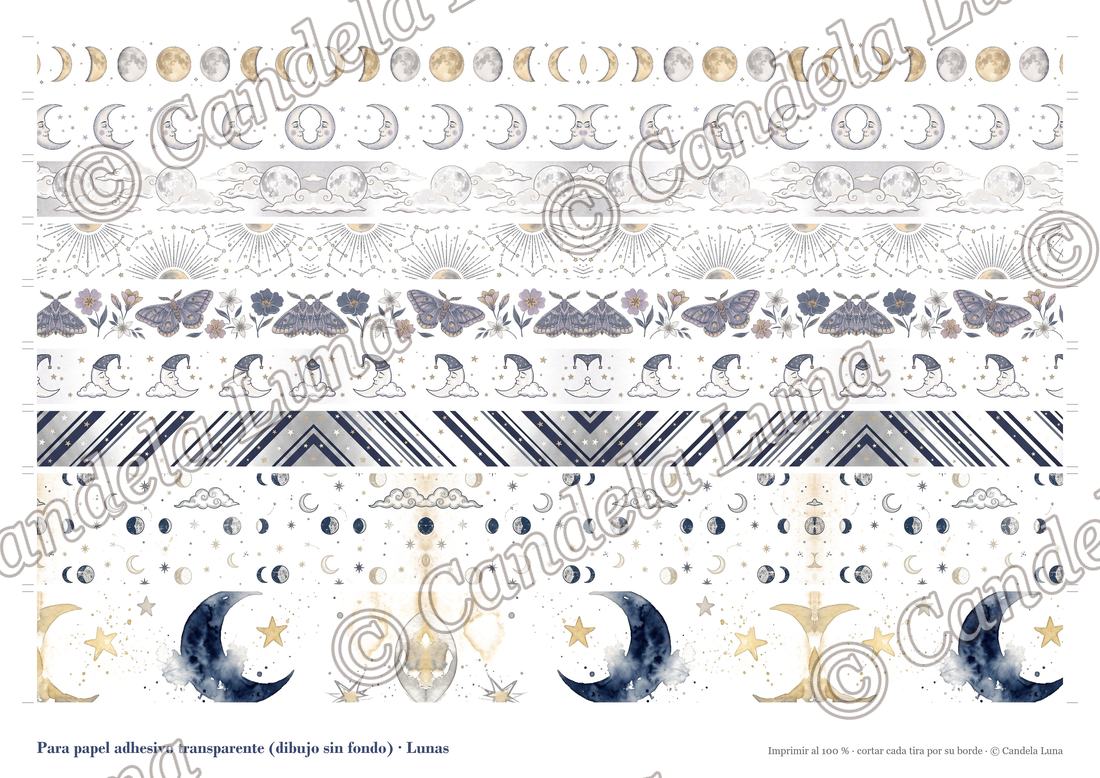 © Candela Luna
© Candela Luna
© Candela Luna
© Candela Luna
Para papel adhesivo transparente (dibujo sin fondo) · Lunas
Imprimir al 100 % · cortar cada tira por su borde · © Candela Luna